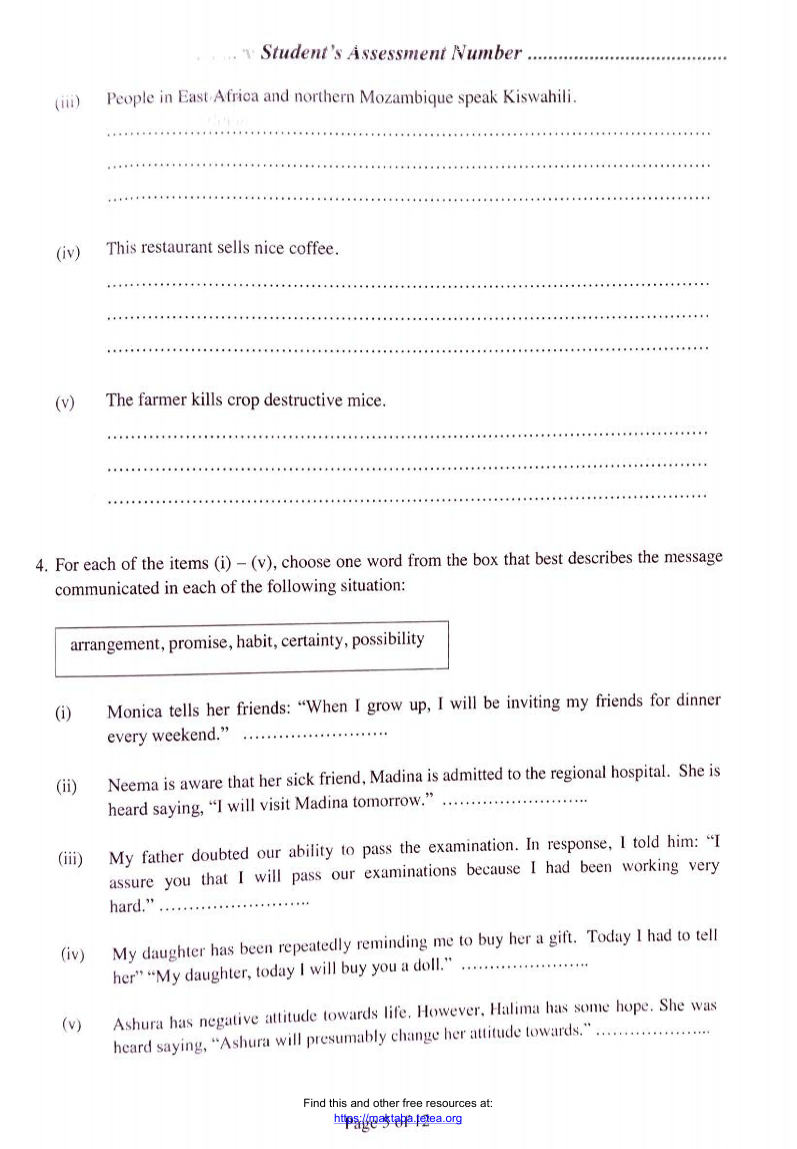 Student's Assessment Number ......................................
(iii) People in East Africa and northern Mozambique speak Kiswahili.
..........................................................................................................
..........................................................................................................
..........................................................................................................
(iv) This restaurant sells nice coffee.
..........................................................................................................
..........................................................................................................
..........................................................................................................
(v) The farmer kills crop destructive mice.
..........................................................................................................
..........................................................................................................
..........................................................................................................
4. For each of the items (i) – (v), choose one word from the box that best describes the message
communicated in each of the following situation:
arrangement, promise, habit, certainty, possibility
(i) Monica tells her friends: “When I grow up, I will be inviting my friends for dinner
every weekend.” .........................
(ii) Neema is aware that her sick friend, Madina is admitted to the regional hospital. She is
heard saying, “I will visit Madina tomorrow.” .........................
(iii) My father doubted our ability to pass the examination. In response, I told him: “I
assure you that I will pass our examinations because I had been working very
hard.” ..........................
(iv) My daughter has been repeatedly reminding me to buy her a gift. Today I had to tell
her” “My daughter, today I will buy you a doll.” ......................
(v) Ashura has negative attitude towards life. However, Halima has some hope. She was
heard saying, “Ashura will presumably change her attitude towards.” ....................
Find this and other free resources at:
https://maktaba.tetea.org
Page 5 of 12